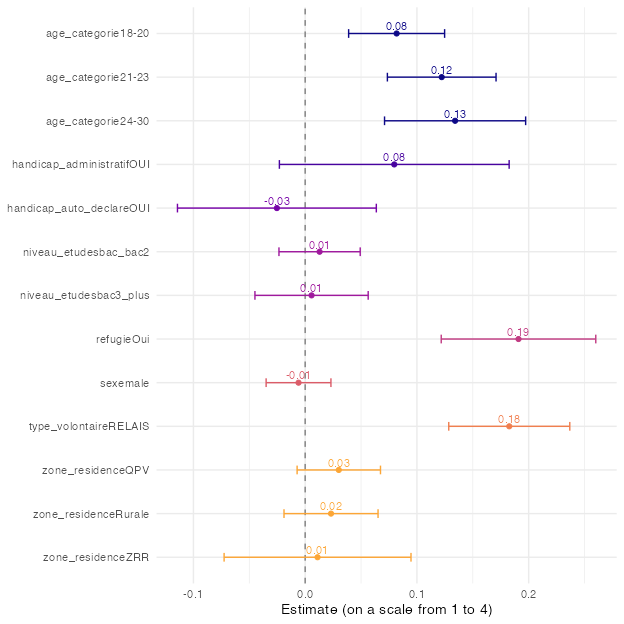 age_categorie18-20
0.08
age_categorie21-23
0.12
age_categorie24-30
0.13
handicap_administratifOUI
0.08
handicap_auto_declareOUI
-0.03
niveau_etudesbac_bac2
0.01
niveau_etudesbac3_plus
0.01
refugieOui
0.19
sexemale
-0.01
type_volontaireRELAIS
0.18
zone_residenceQPV
0.03
zone_residenceRurale
0.02
zone_residenceZRR
0.01
-0.1 0.0 0.1 0.2
Estimate (on a scale from 1 to 4)